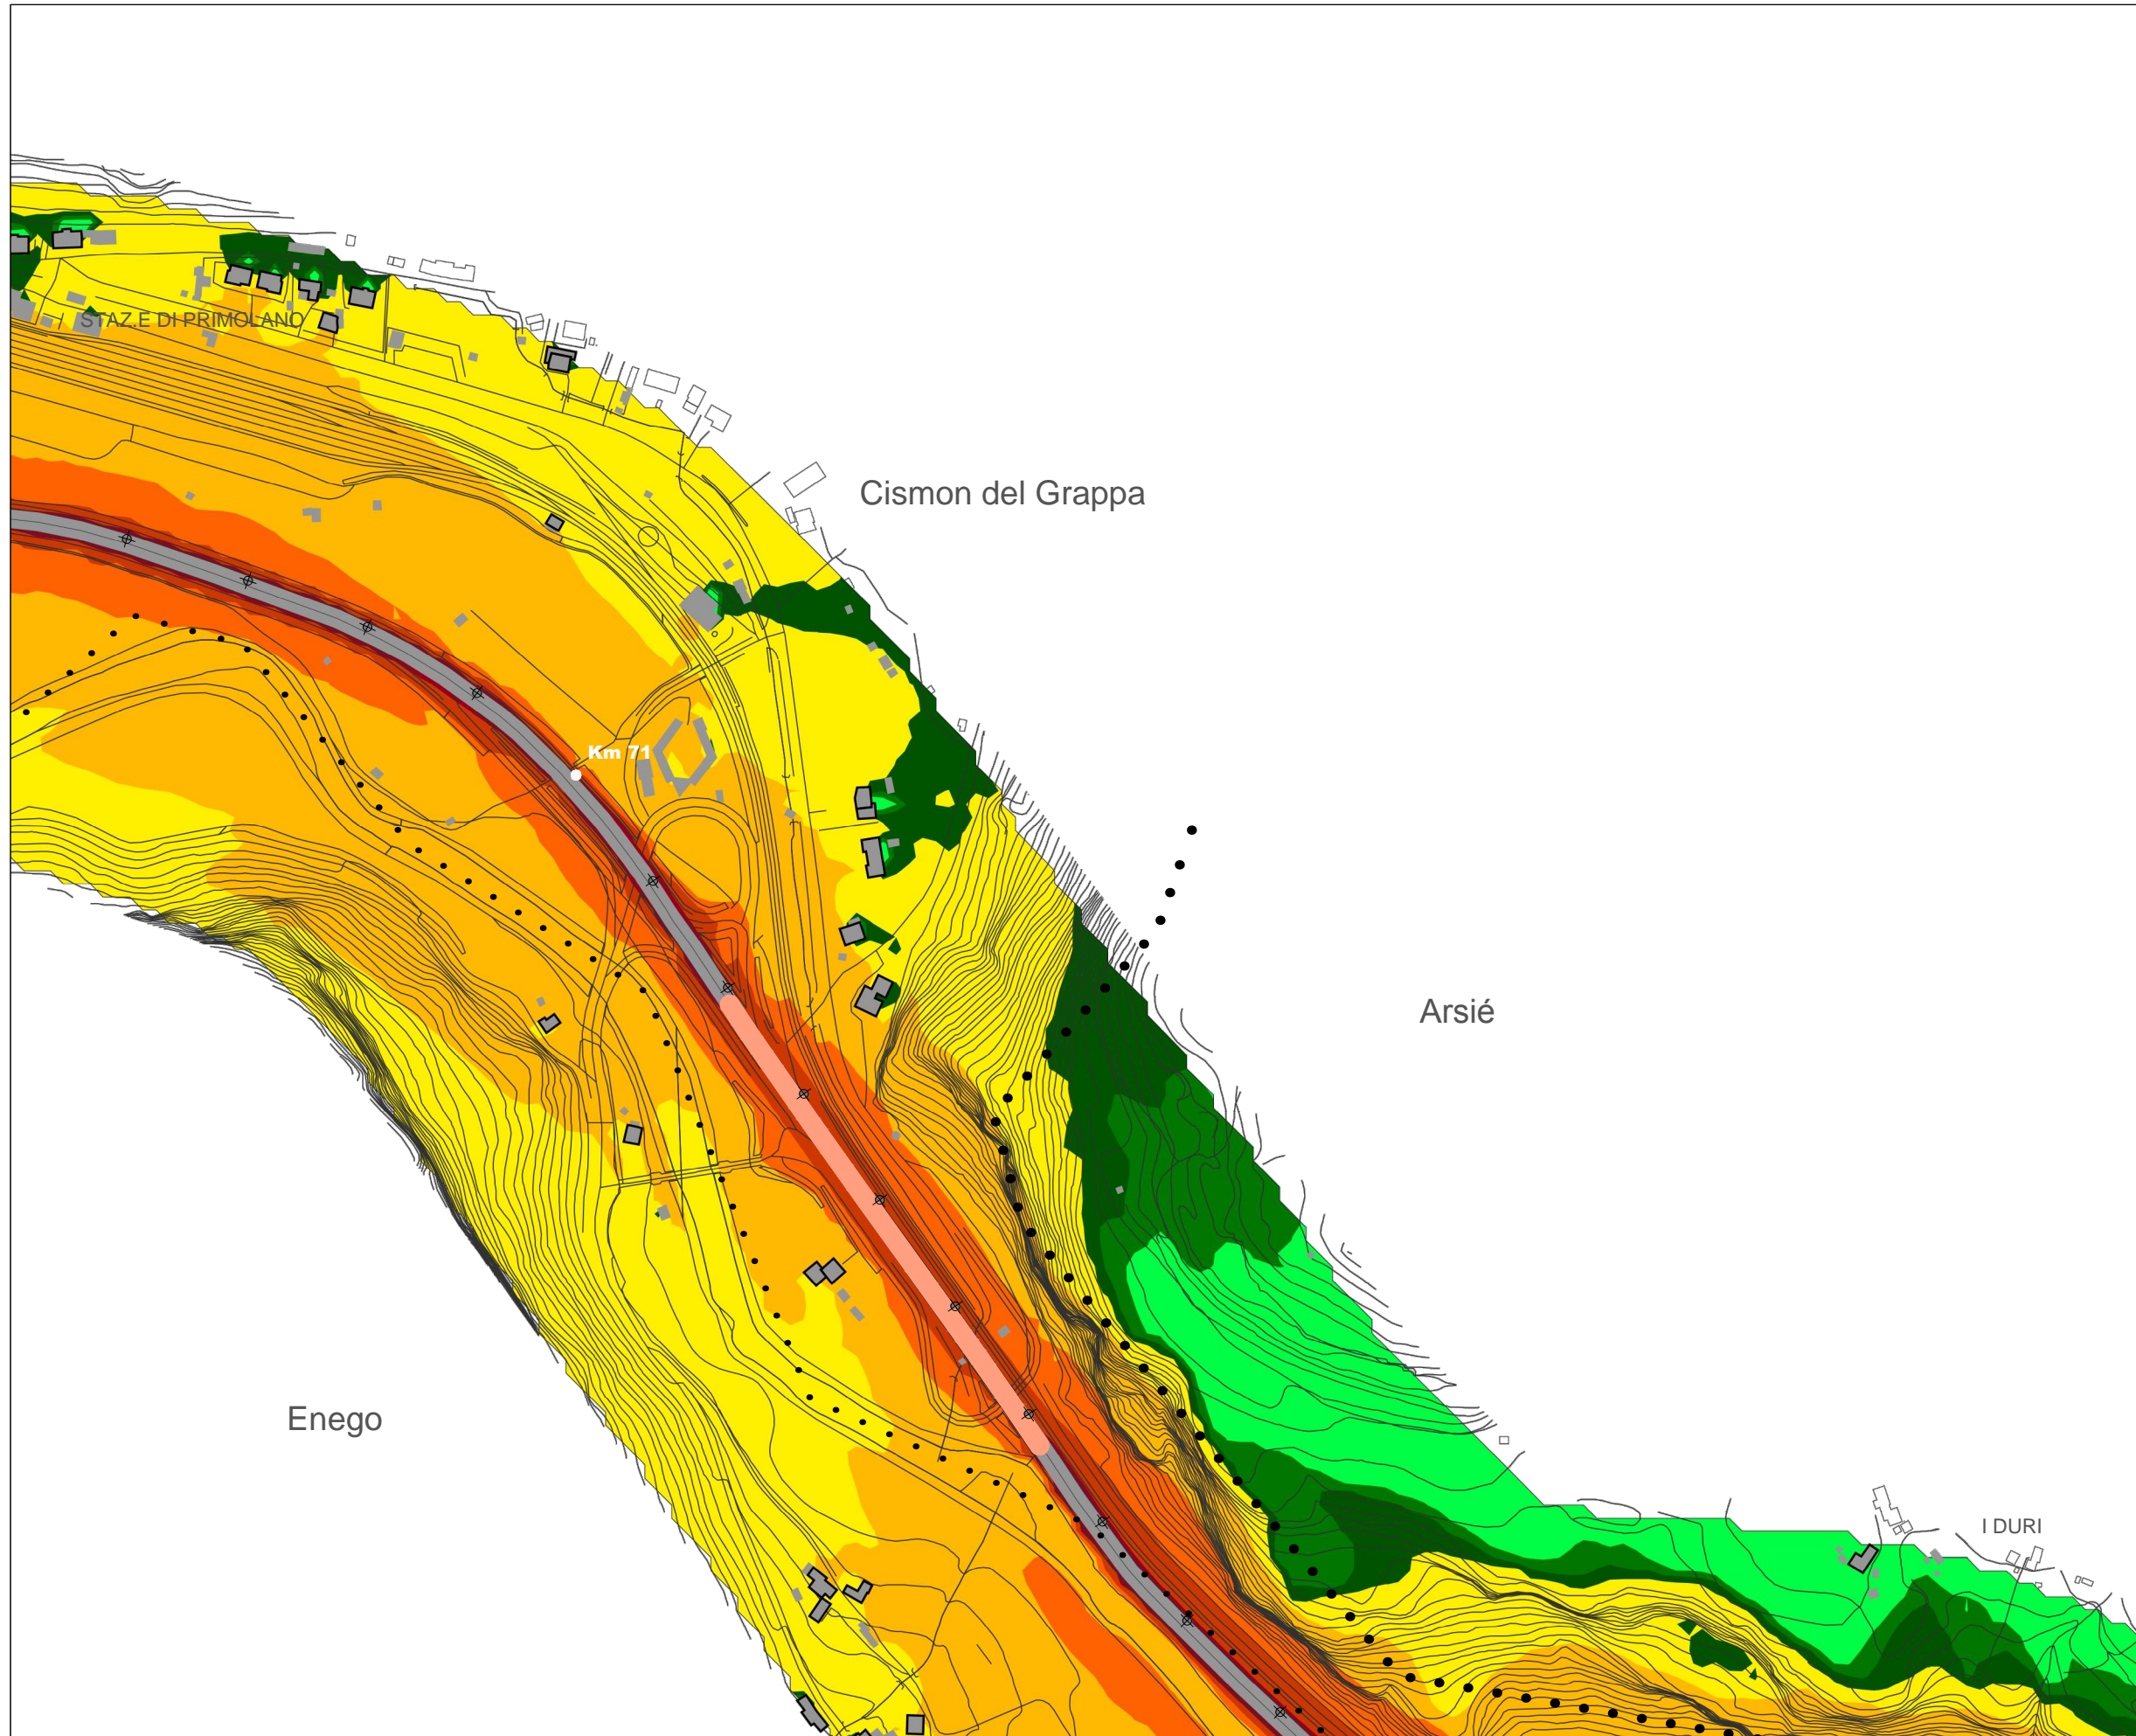 STAZ.E DI PRIMOLANO
Cismon del Grappa
Km 71
Arsié
Enego
I DURI